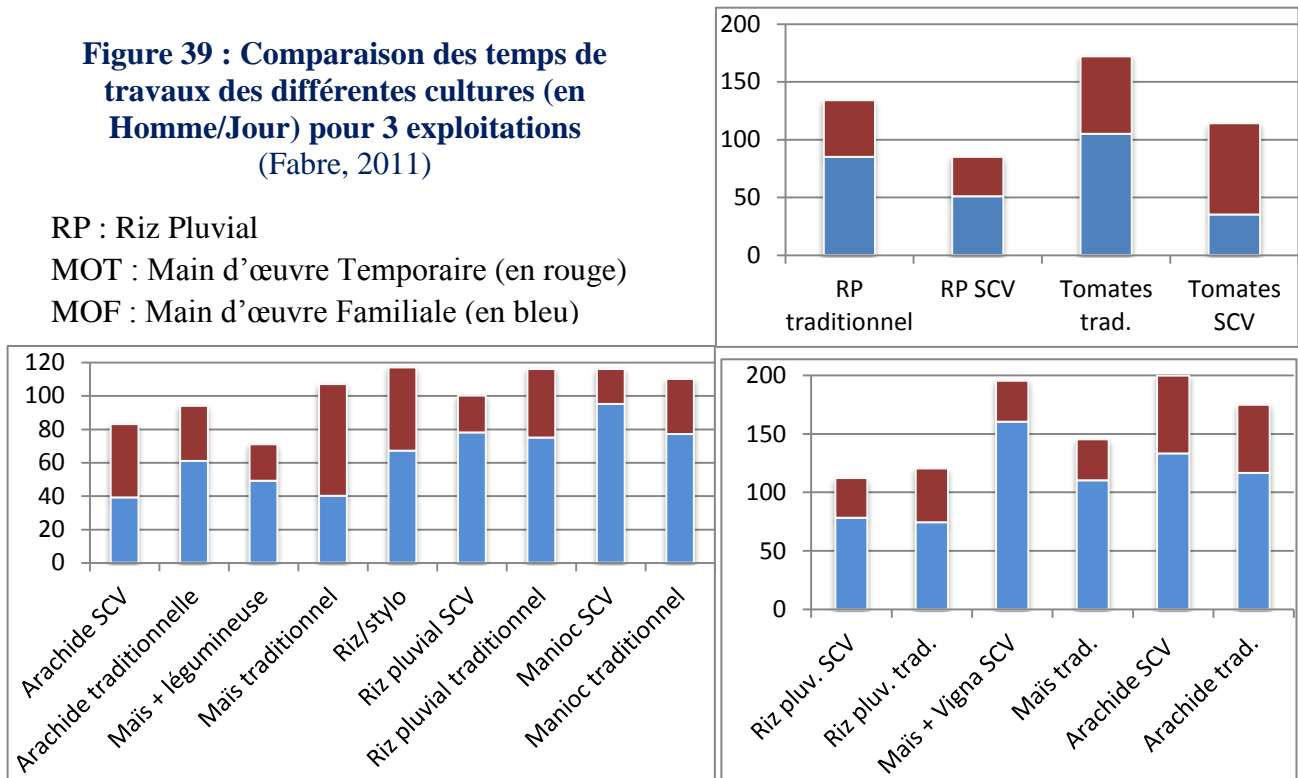 Figure 39 : Comparaison des temps de
travaux des différentes cultures (en
Homme/Jour) pour 3 exploitations
(Fabre, 2011)
RP : Riz Pluvial
MOT : Main d’œuvre Temporaire (en rouge)
MOF : Main d’œuvre Familiale (en bleu)
200
150
100
50
0
RP
traditionnel
RP SCV
Tomates
trad.
Tomates
SCV
120
100
80
60
40
20
0
Arachide SCV
Arachide traditionnelle
Maïs + légumineuse
Maïs traditionnel
Riz/stylo
Riz pluvial SCV
Riz pluvial traditionnel
Manioc SCV
Manioc traditionnel
200
150
100
50
0
Riz pluv. SCV
Riz pluv. trad.
Maïs + Vigna SCV
Maïs trad.
Arachide SCV
Arachide trad.